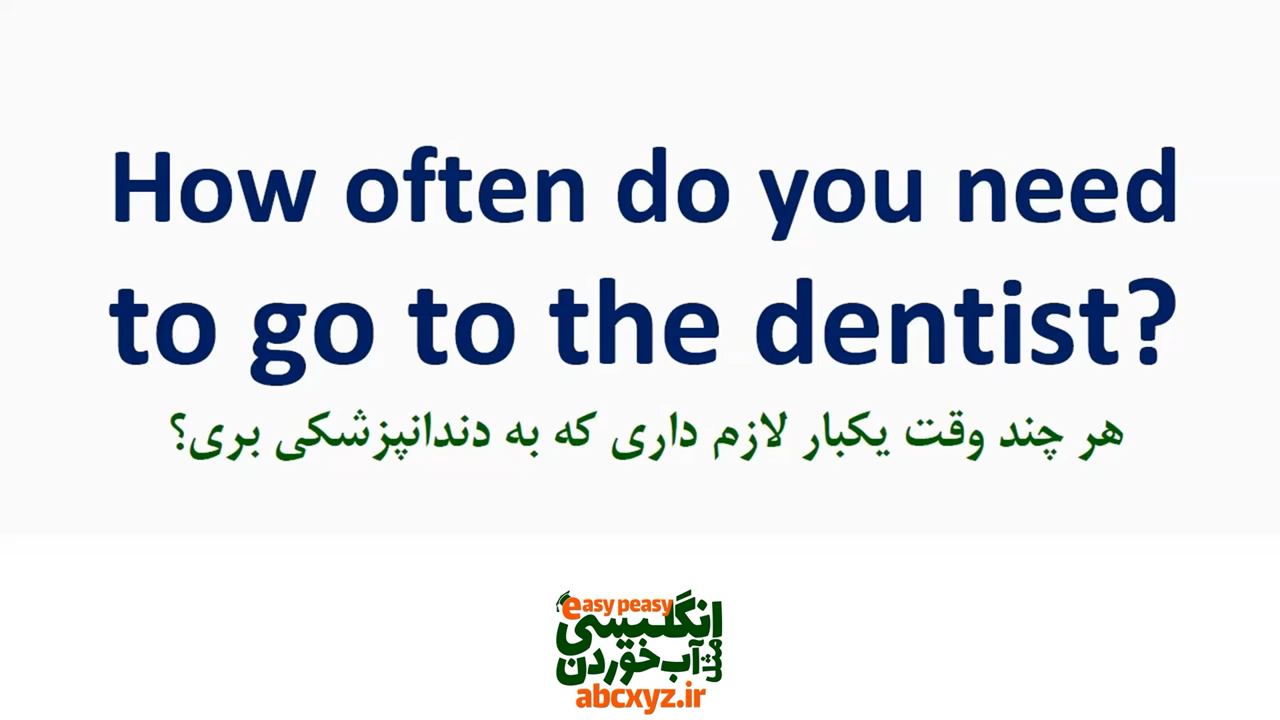 How often do you need
to go to the dentist?
هر چند وقت یکبار لازم داری که به دندانپزشکی بری؟
easy peasy
انگلیسی
مثل آب خوردن
abcxyz.ir